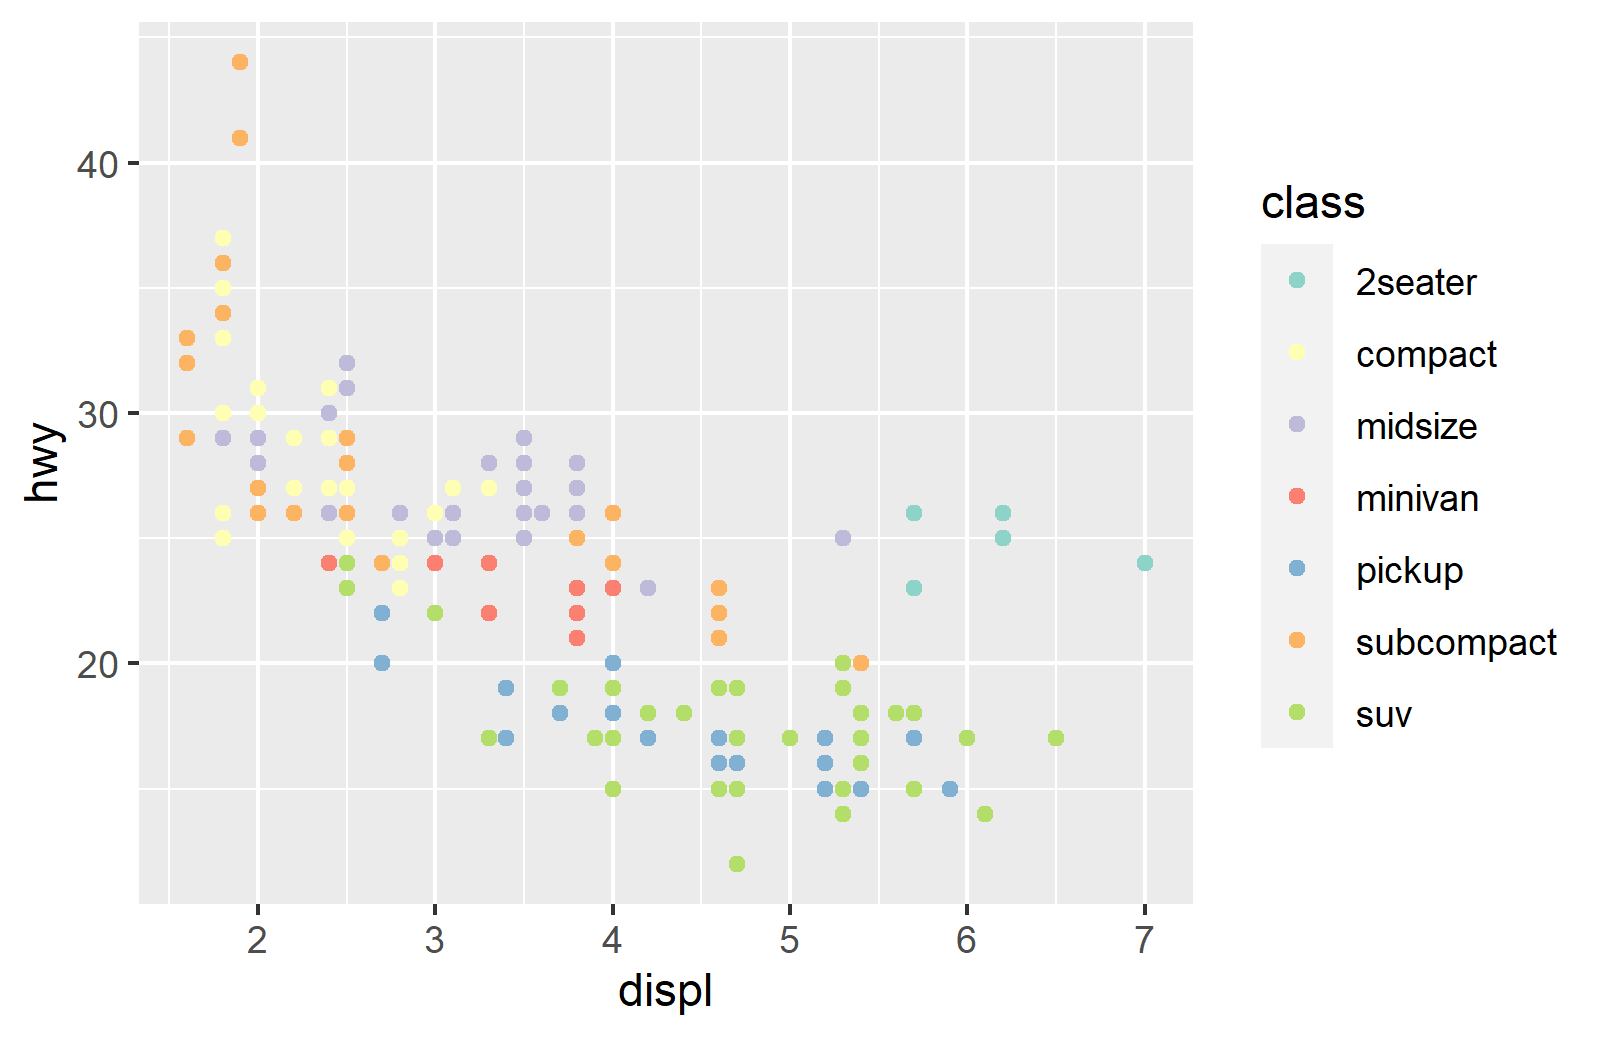 40
30
20
hwy
2
3
4
5
6
7
displ
class
2seater
compact
midsize
minivan
pickup
subcompact
suv